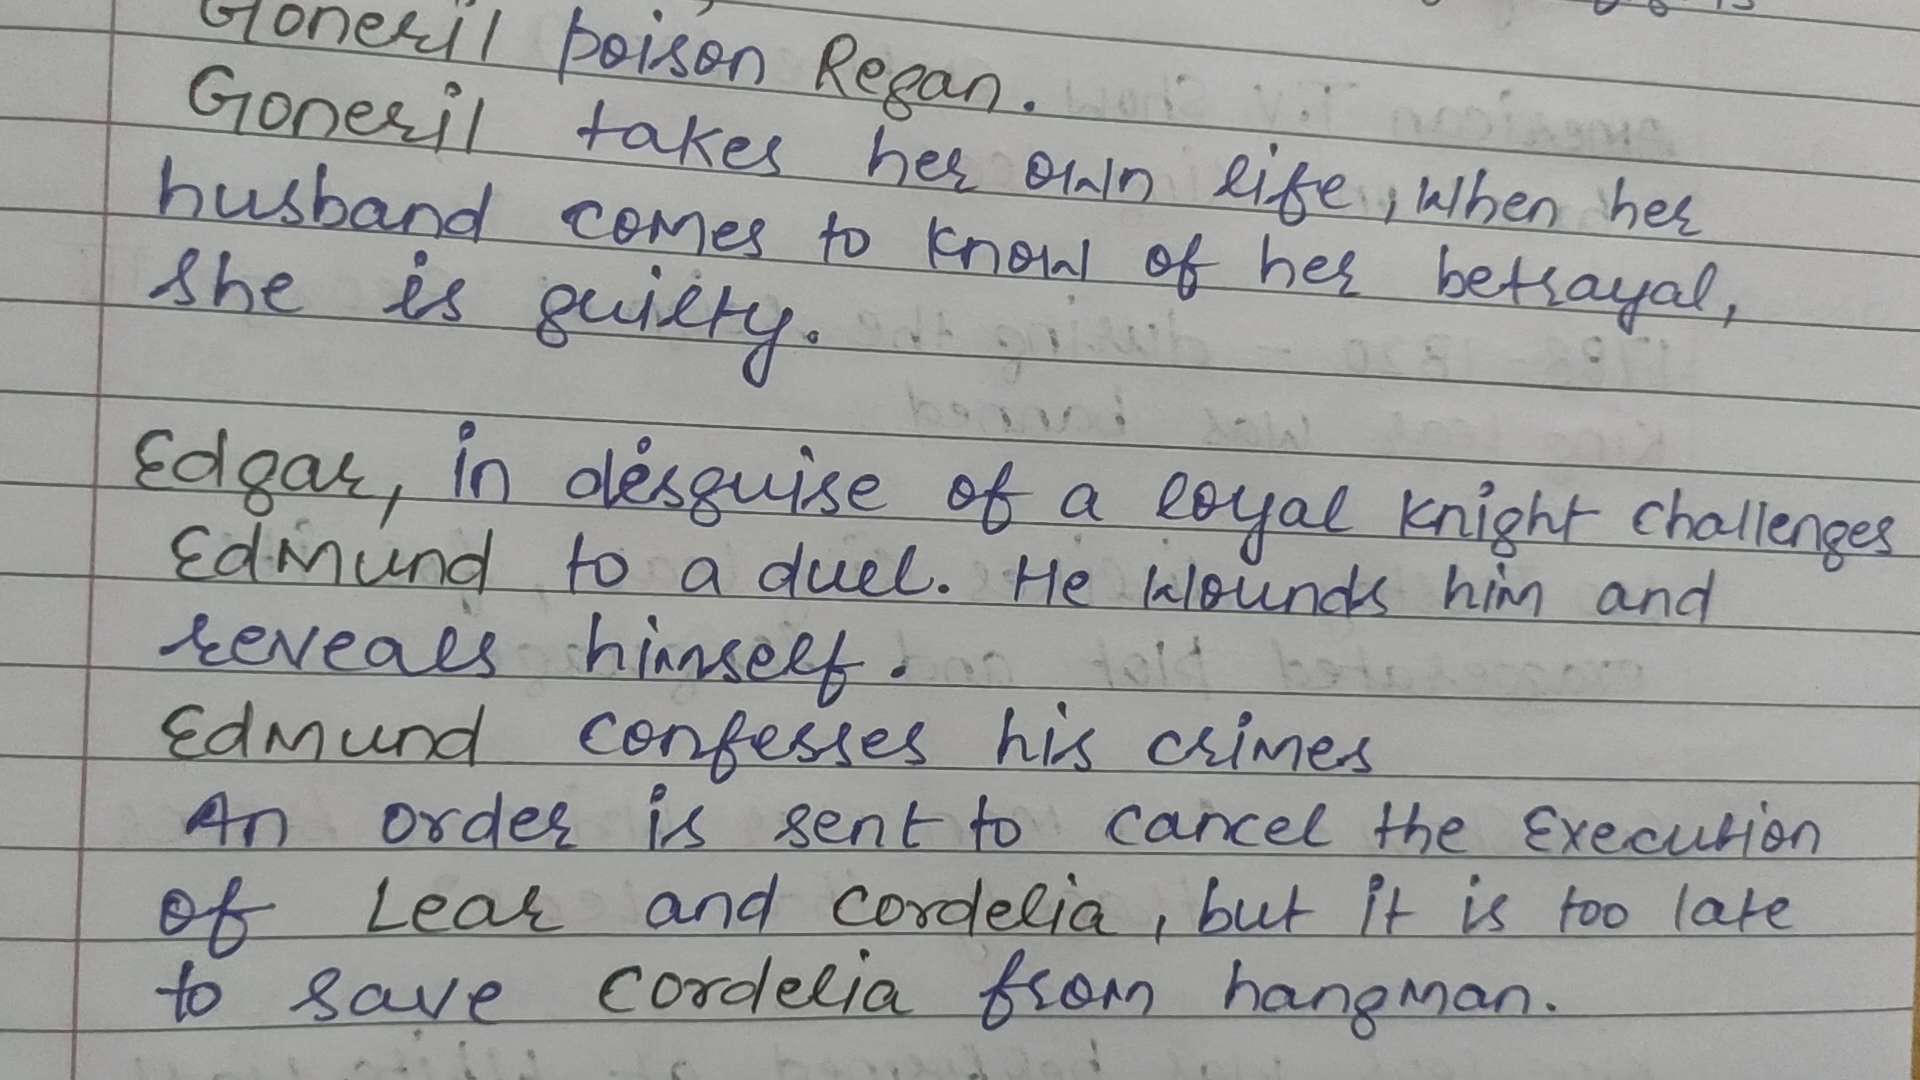 Goneril poison Regan.
Goneril takes her own life, when her
husband comes to know of her betrayal,
she is guilty.
Edgar, in desguise of a loyal knight challenges
Edmund to a duel. He wounds him and
reveals himself.
Edmund confesses his crimes
An order is sent to cancel the Execution
of Lear and Cordelia, but it is too late
to save Cordelia from hangman.